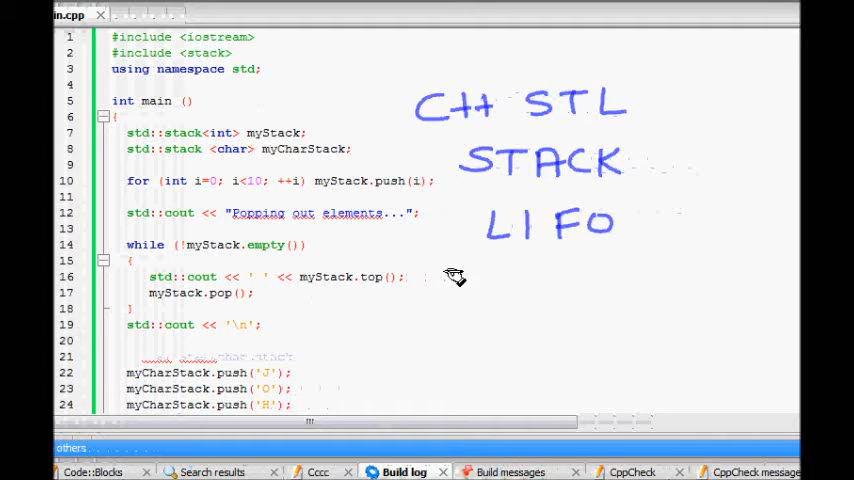 in.cpp
1 #include <iostream>
2 #include <stack>
3 using namespace std;
4
5 int main ()
6 {
7 std::stack<int> myStack;
8 std::stack <char> myCharStack;
9
10 for (int i=0; i<10; ++i) myStack.push(i);
11
12 std::cout << "Popping out elements...";
13
14 while (!myStack.empty())
15 {
16 std::cout << ' ' << myStack.top();
17 myStack.pop();
18 }
19 std::cout << '\n';
20
21
22 myCharStack.push('J');
23 myCharStack.push('O');
24 myCharStack.push('H');
C++ STL
STACK
LIFO
others
Code::Blocks Search results Cccc Build log Build messages CppCheck CppCheck messages